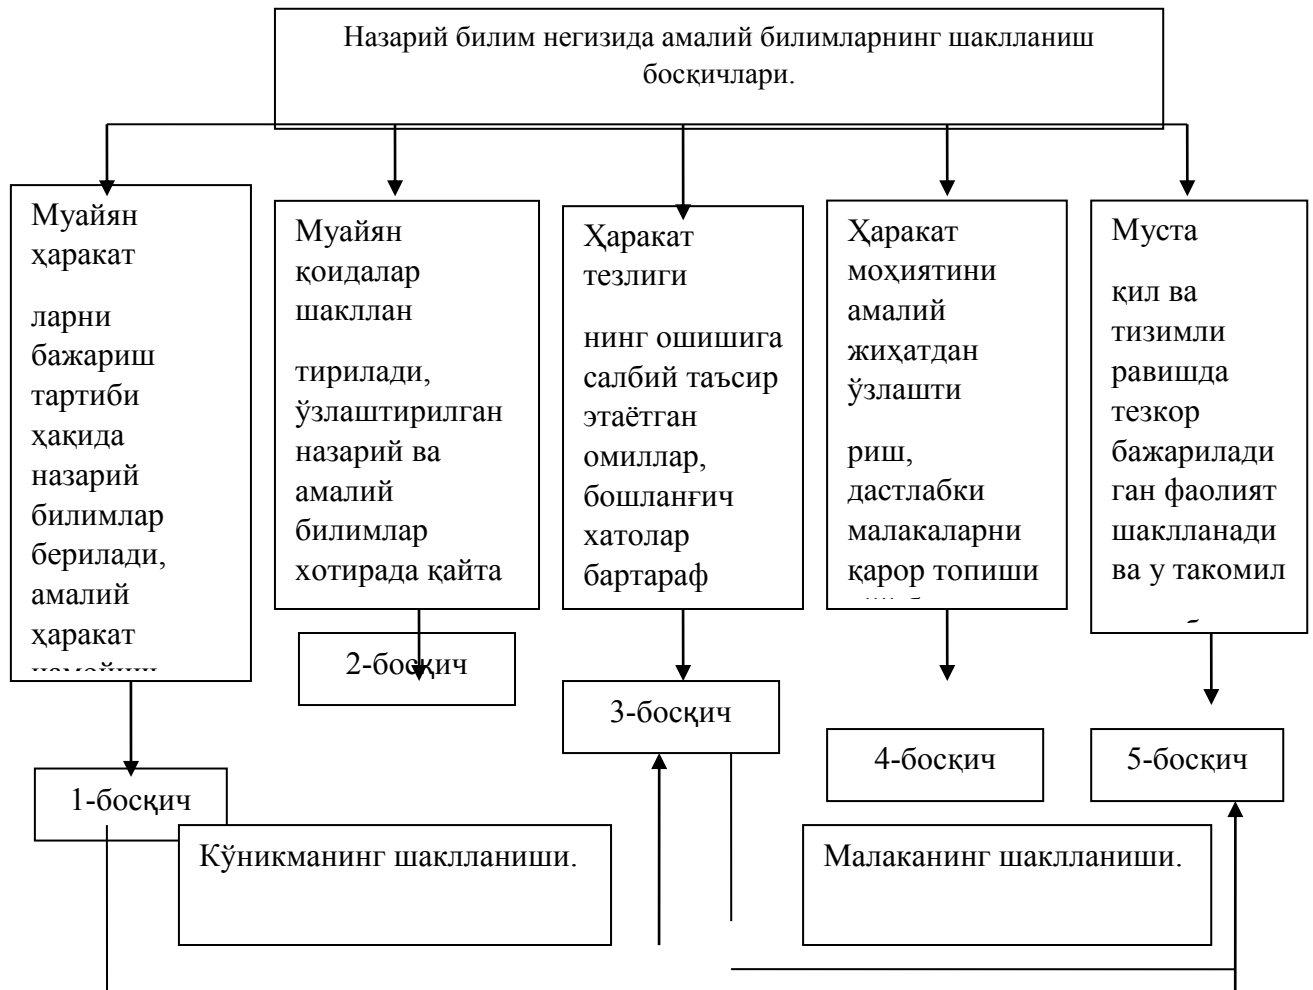 Назарий билим негизида амалий билимларнинг шаклланиш
босқичлари.
Муайян
ҳаракат
ларни
бажариш
тартиби
ҳақида
назарий
билимлар
берилади,
амалий
ҳаракат
Муайян
қоидалар
шакллан
тирилади,
ўзлаштирилган
назарий ва
амалий
билимлар
хотирада қайта
Ҳаракат
тезлиги
нинг ошишига
салбий таъсир
этаётган
омиллар,
бошланғич
хатолар
бартараф
Ҳаракат
моҳиятини
амалий
жиҳатдан
ўзлашти
риш,
дастлабки
малакаларни
қарор топиши
Муста
қил ва
тизимли
равишда
тезкор
бажарилади
ган фаолият
шаклланади
ва у такомил
1-босқич
2-босқич
3-босқич
4-босқич
5-босқич
Кўникманинг шаклланиши.
Малаканинг шаклланиши.